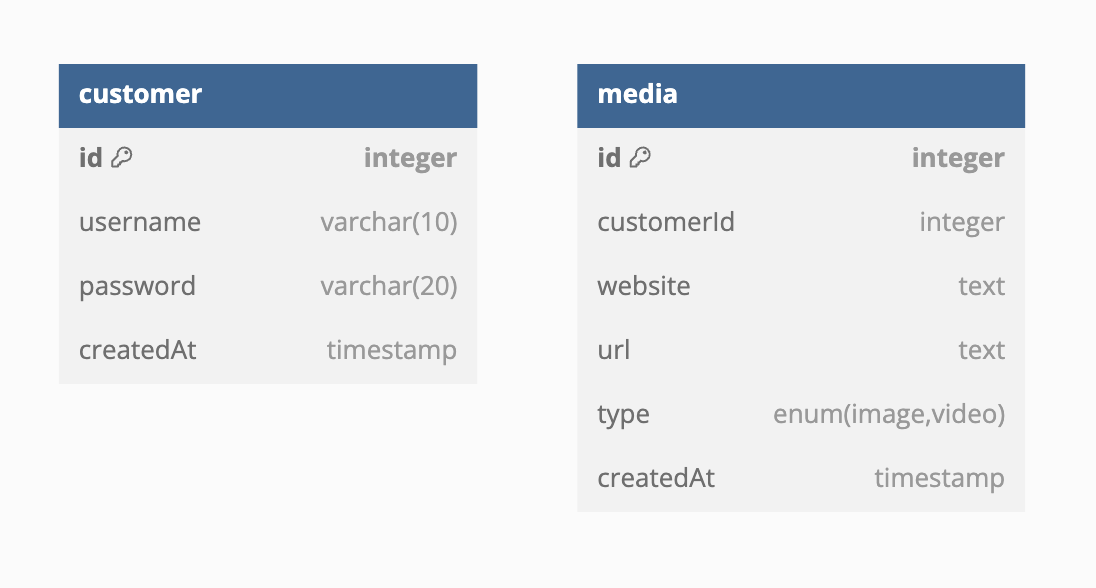 customer
id integer
username varchar(10)
password varchar(20)
createdAt timestamp
media
id integer
customerId integer
website text
url text
type enum(image,video)
createdAt timestamp